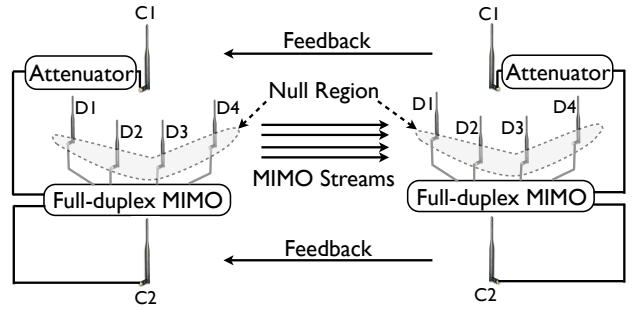 C1
Attenuator
D1
D2
D3
D4
Full-duplex MIMO
C2
Feedback
Null Region
MIMO Streams
Feedback
C1
Attenuator
D1
D2
D3
D4
Full-duplex MIMO
C2